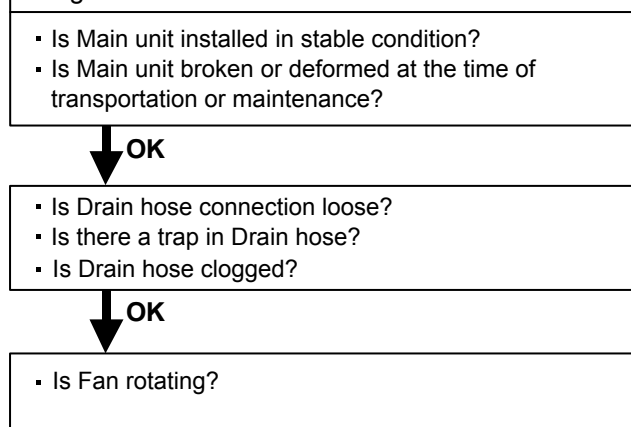 ▪ Is Main unit installed in stable condition?
▪ Is Main unit broken or deformed at the time of
transportation or maintenance?
OK
▪ Is Drain hose connection loose?
▪ Is there a trap in Drain hose?
▪ Is Drain hose clogged?
OK
▪ Is Fan rotating?